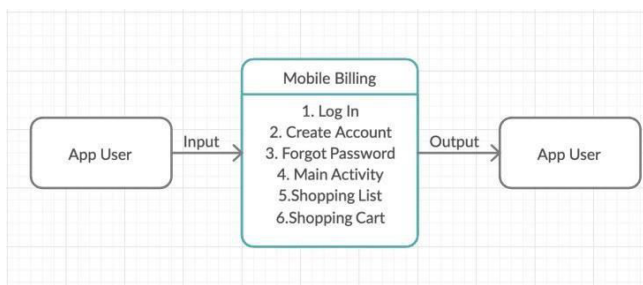 Mobile Billing
1. Log In
2. Create Account
3. Forgot Password
4. Main Activity
5.Shopping List
6.Shopping Cart
App User
Input
Output
App User